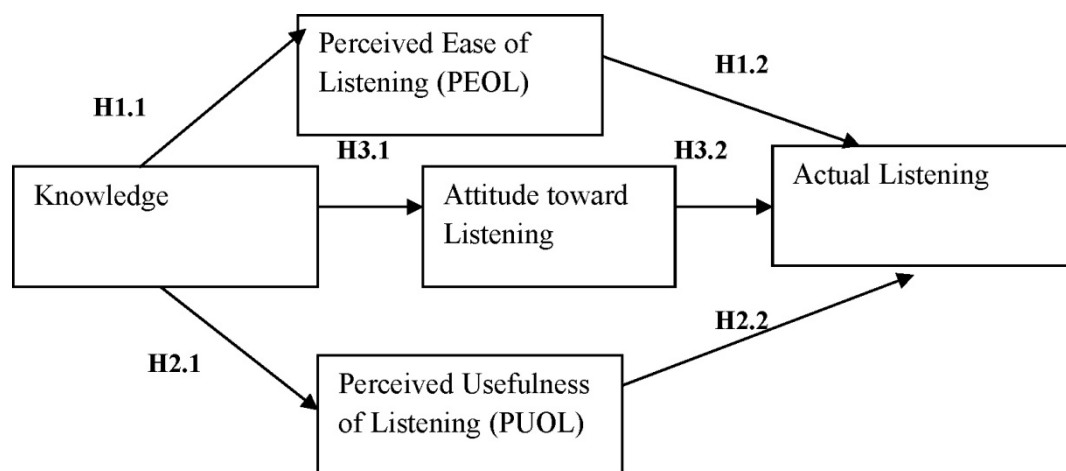 Perceived Ease of
Listening (PEOL)
H1.2
H1.1
H3.1
H3.2
Knowledge
Attitude toward
Listening
Actual Listening
H2.1
H2.2
Perceived Usefulness
of Listening (PUOL)